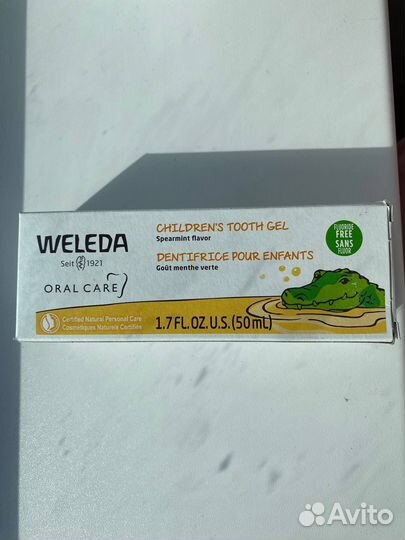 WELEDA
Seit 1921
ORAL CARE
Certified Natural Personal Care
Cosmétiques Naturels Certifiés
CHILDREN'S TOOTH GEL
Spearmint flavor
DENTIFRICE POUR ENFANTS
Goût menthe verte
1.7 FL.OZ.U.S. (50 mL)
FLUORIDE
FREE
SANS
FLUOR
Avito